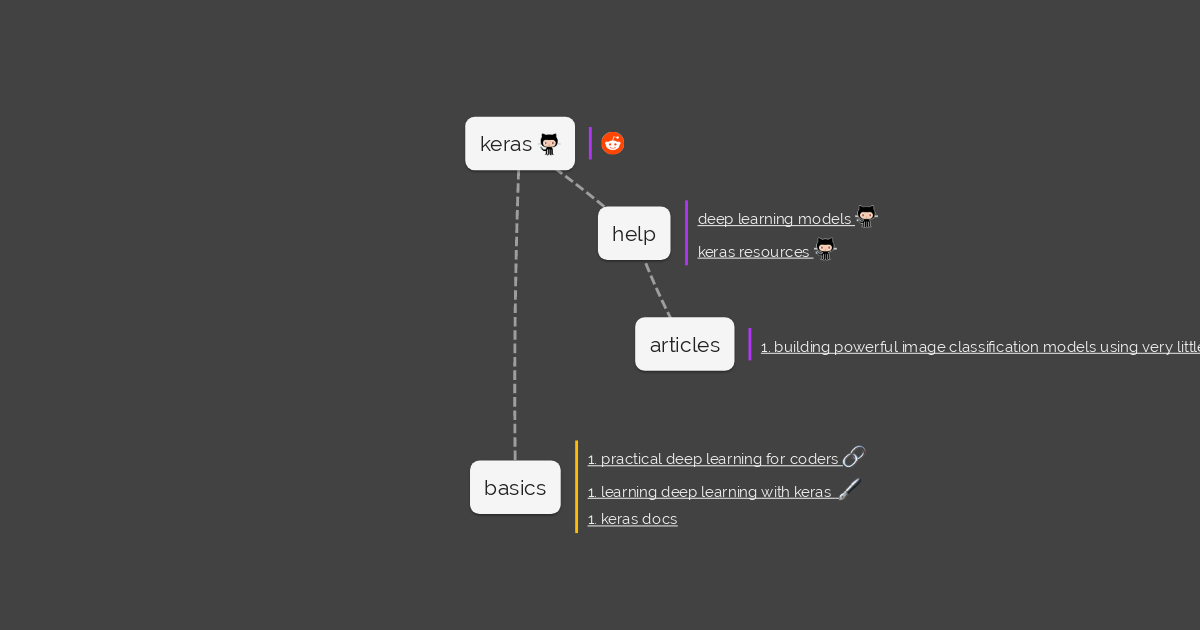 keras
help
deep learning models
keras resources
articles
1. building powerful image classification models using very little
basics
1. practical deep learning for coders
1. learning deep learning with keras
1. keras docs